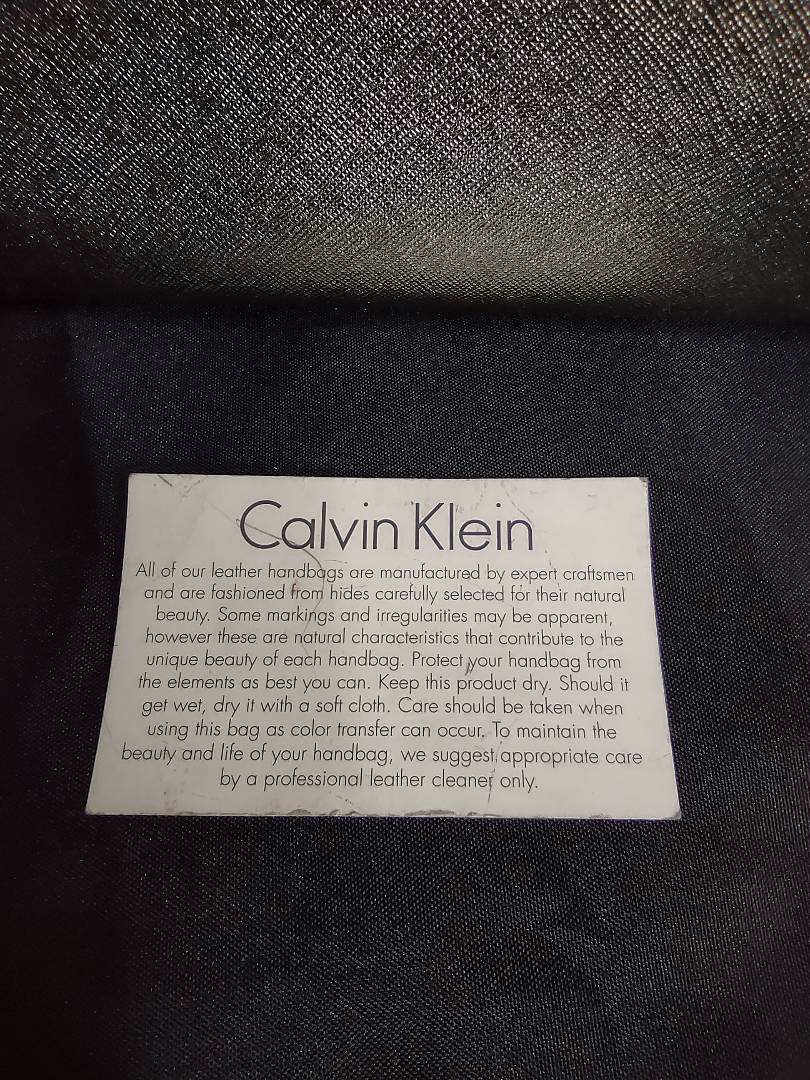 Calvin Klein
All of our leather handbags are manufactured by expert craftsmen
and are fashioned from hides carefully selected for their natural
beauty. Some markings and irregularities may be apparent,
however these are natural characteristics that contribute to the
unique beauty of each handbag. Protect your handbag from
the elements as best you can. Keep this product dry. Should it
get wet, dry it with a soft cloth. Care should be taken when
using this bag as color transfer can occur. To maintain the
beauty and life of your handbag, we suggest appropriate care
by a professional leather cleaner only.